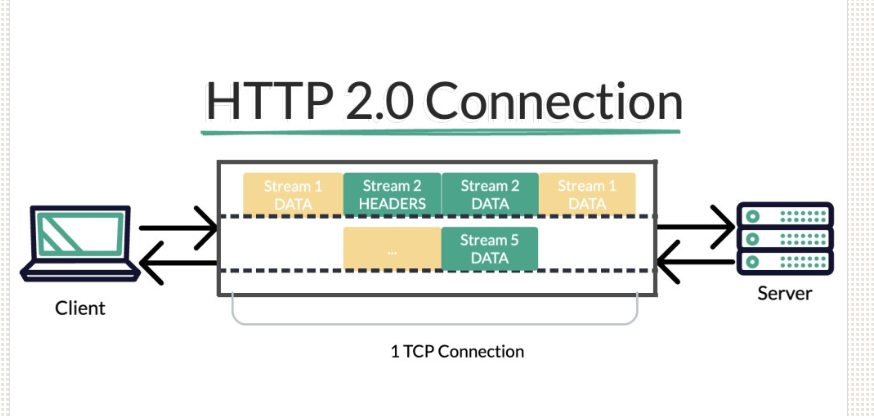 HTTP 2.0 Connection
Stream 1
DATA
Stream 2
HEADERS
Stream 2
DATA
Stream 1
DATA
...
Stream 5
DATA
Client
Server
1 TCP Connection